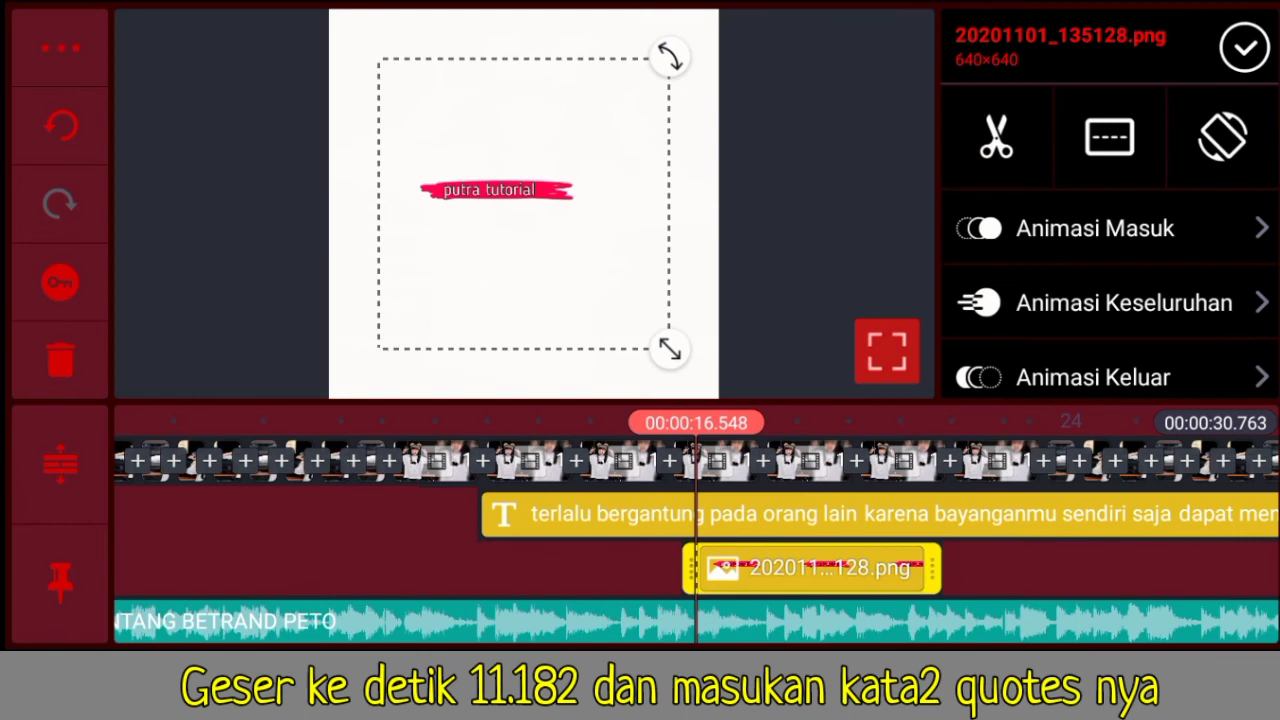 20201101_135128.png
640×640
putra tutorial
Animasi Masuk
Animasi Keseluruhan
Animasi Keluar
00:00:16.548
24
00:00:30.763
T terlalu bergantung pada orang lain karena bayanganmu sendiri saja dapat men
202011...128.png
NTANG BETRAND PETO
Geser ke detik 11.182 dan masukan kata2 quotes nya